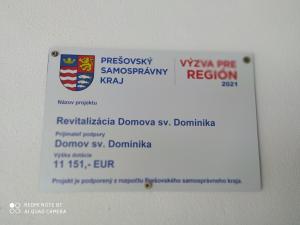 PREŠOVSKÝ
SAMOSPRÁVNY
KRAJ
VÝZVA PRE
REGIÓN
2021
Názov projektu
Revitalizácia Domova sv. Dominika
Prijímateľ podpory
Domov sv. Dominika
Výška dotácie
11 151,- EUR
Projekt je podporený z rozpočtu Prešovského samosprávneho kraja.
REDMI NOTE 8T
AI QUAD CAMERA